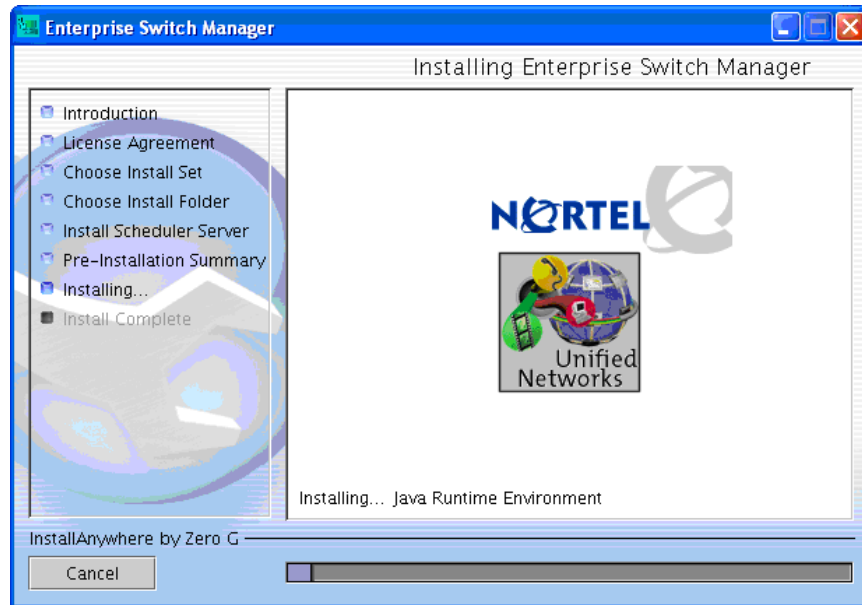 Enterprise Switch Manager
Installing Enterprise Switch Manager
Introduction
License Agreement
Choose Install Set
Choose Install Folder
Install Scheduler Server
Pre-Installation Summary
Installing...
Install Complete
NORTEL
Unified
Networks
Installing... Java Runtime Environment
InstallAnywhere by Zero G
Cancel